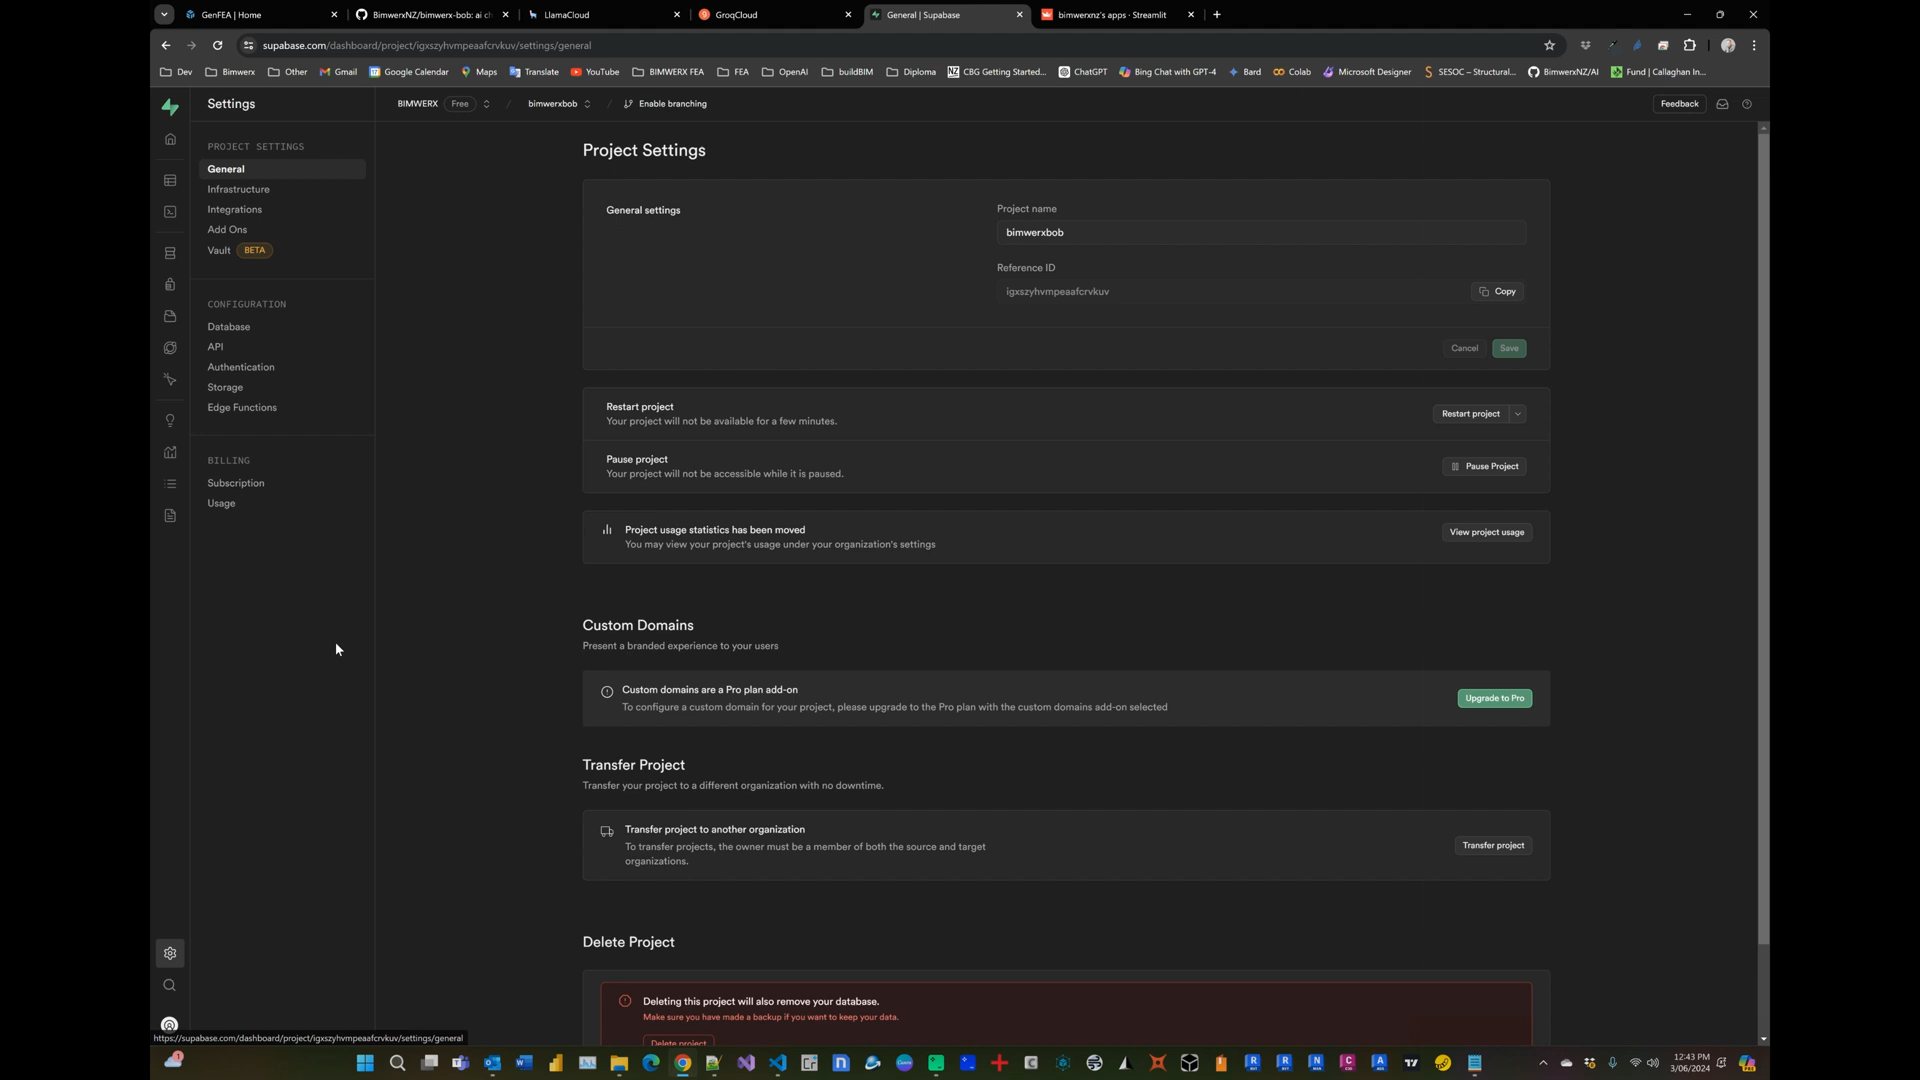 GenFEA | Home
BimwerxNZ/bimwerx-bob: ai ch
LlamaCloud
GroqCloud
General | Supabase
bimwerxnz's apps · Streamlit
supabase.com/dashboard/project/igxszyhvmpeaafcrvkuv/settings/general
Dev
Bimwerx
Other
Gmail
Google Calendar
Maps
Translate
YouTube
BIMWERX FEA
FEA
OpenAI
buildBIM
Diploma
CBG Getting Started...
ChatGPT
Bing Chat with GPT-4
Bard
Colab
Microsoft Designer
SESOC – Structural...
BimwerxNZ/AI
Fund | Callaghan In...
Settings
BIMWERX Free
/ bimwerxbob
/ Enable branching
Feedback
PROJECT SETTINGS
General
Infrastructure
Integrations
Add Ons
Vault BETA
CONFIGURATION
Database
API
Authentication
Storage
Edge Functions
BILLING
Subscription
Usage
Project Settings
General settings
Project name
bimwerxbob
Reference ID
igxszyhvmpeaafcrvkuv
Copy
Cancel
Save
Restart project
Your project will not be available for a few minutes.
Restart project
Pause project
Your project will not be accessible while it is paused.
Pause Project
Project usage statistics has been moved
You may view your project's usage under your organization's settings
View project usage
Custom Domains
Present a branded experience to your users
Custom domains are a Pro plan add-on
To configure a custom domain for your project, please upgrade to the Pro plan with the custom domains add-on selected
Upgrade to Pro
Transfer Project
Transfer your project to a different organization with no downtime.
Transfer project to another organization
To transfer projects, the owner must be a member of both the source and target
organizations.
Transfer project
Delete Project
Deleting this project will also remove your database.
Make sure you have made a backup if you want to keep your data.
Delete project
https://supabase.com/dashboard/project/igxszyhvmpeaafcrvkuv/settings/general
12:43 PM
3/06/2024